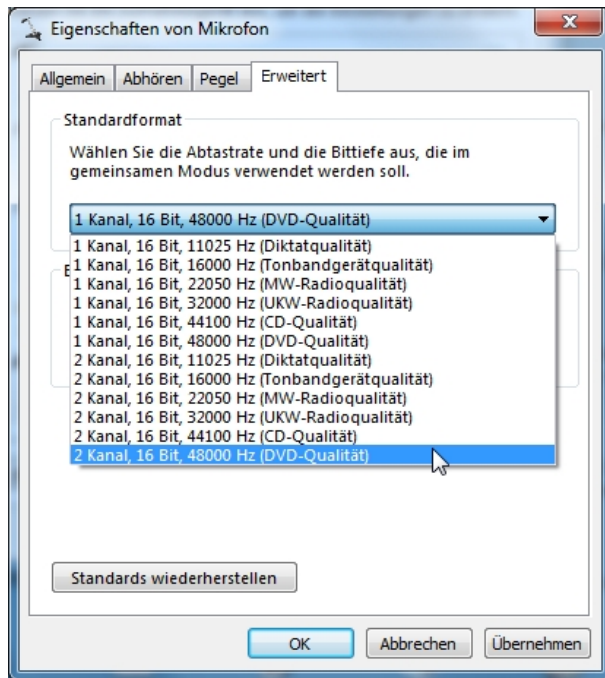 Eigenschaften von Mikrofon
Allgemein Abhören Pegel Erweitert
Standardformat
Wählen Sie die Abtastrate und die Bittiefe aus, die im
gemeinsamen Modus verwendet werden soll.
1 Kanal, 16 Bit, 48000 Hz (DVD-Qualität)
1 Kanal, 16 Bit, 11025 Hz (Diktatqualität)
1 Kanal, 16 Bit, 16000 Hz (Tonbandgerätqualität)
1 Kanal, 16 Bit, 22050 Hz (MW-Radioqualität)
1 Kanal, 16 Bit, 32000 Hz (UKW-Radioqualität)
1 Kanal, 16 Bit, 44100 Hz (CD-Qualität)
1 Kanal, 16 Bit, 48000 Hz (DVD-Qualität)
2 Kanal, 16 Bit, 11025 Hz (Diktatqualität)
2 Kanal, 16 Bit, 16000 Hz (Tonbandgerätqualität)
2 Kanal, 16 Bit, 22050 Hz (MW-Radioqualität)
2 Kanal, 16 Bit, 32000 Hz (UKW-Radioqualität)
2 Kanal, 16 Bit, 44100 Hz (CD-Qualität)
2 Kanal, 16 Bit, 48000 Hz (DVD-Qualität)
Standards wiederherstellen
OK Abbrechen Übernehmen